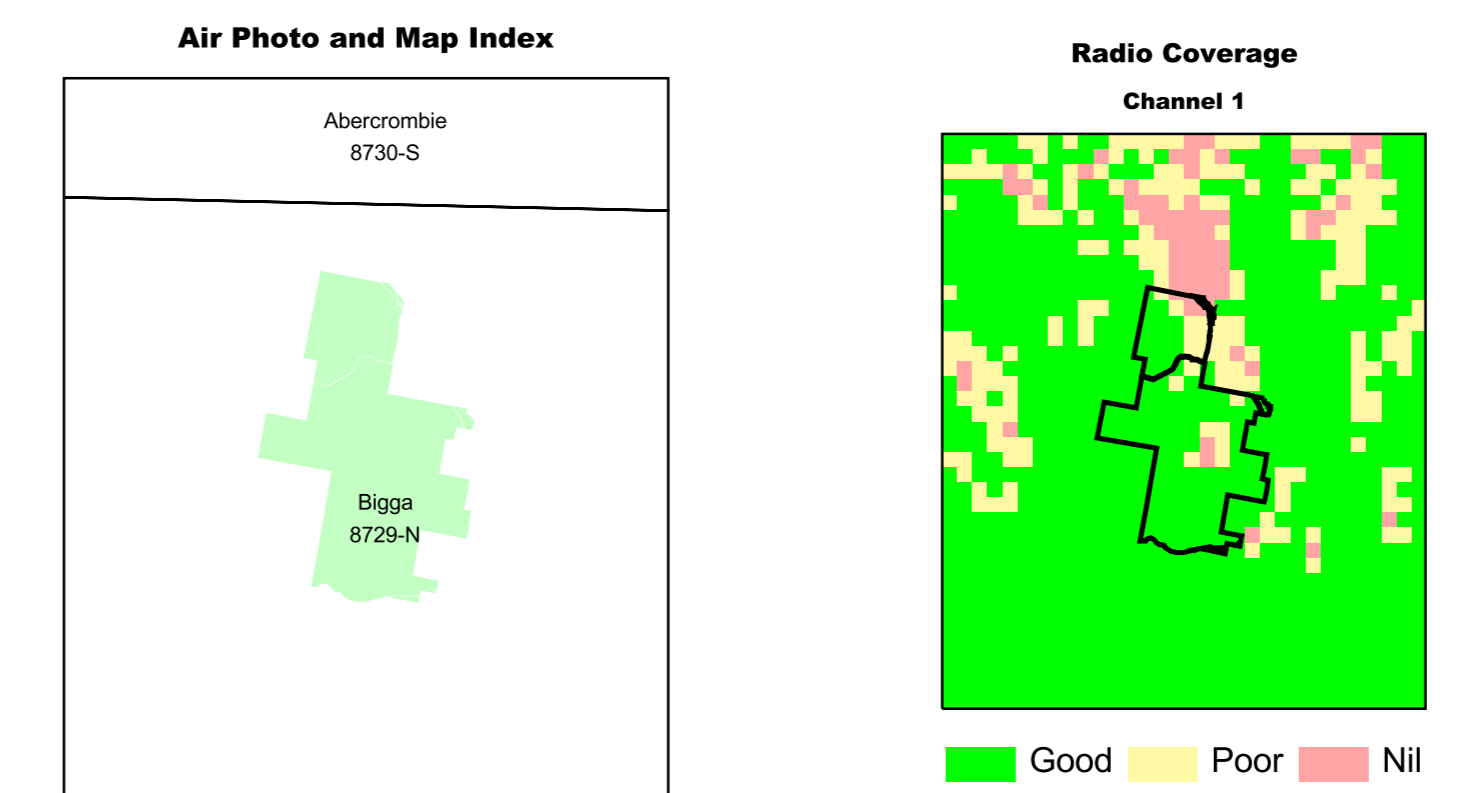 Air Photo and Map Index
Abercrombie
8730-S
Bigga
8729-N
Radio Coverage
Channel 1
Good Poor Nil